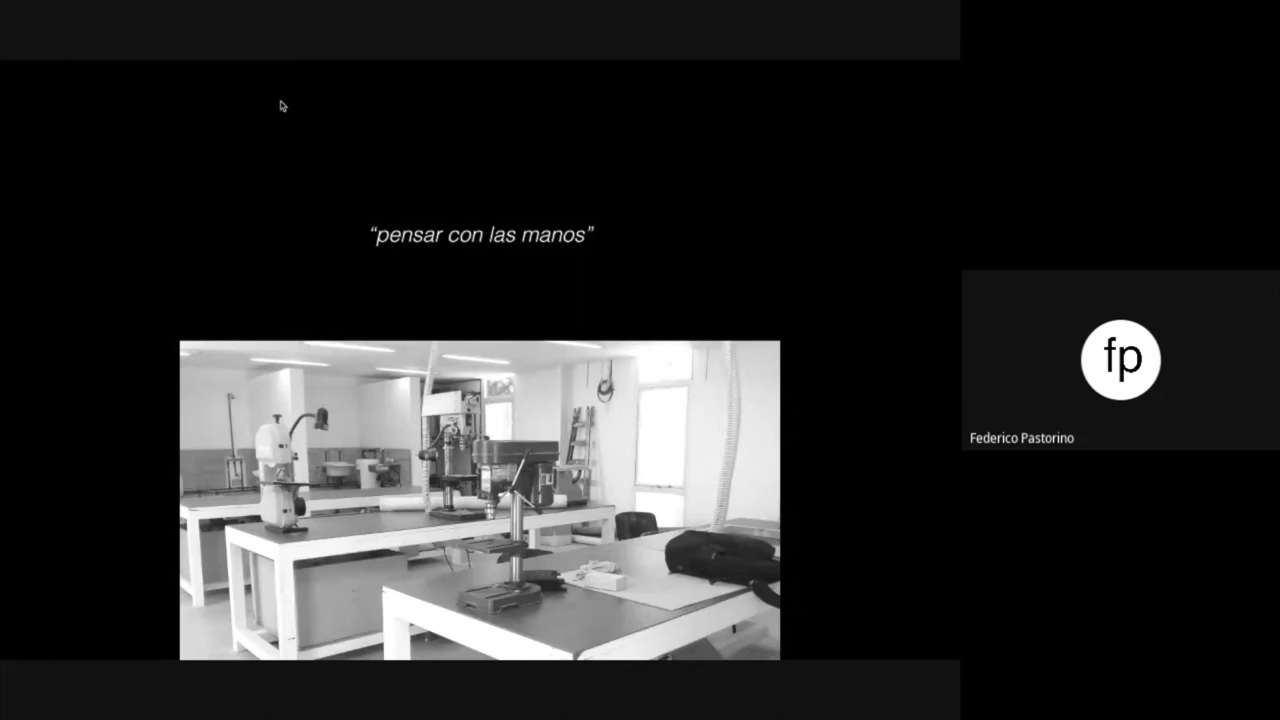 “pensar con las manos”
fp
Federico Pastorino